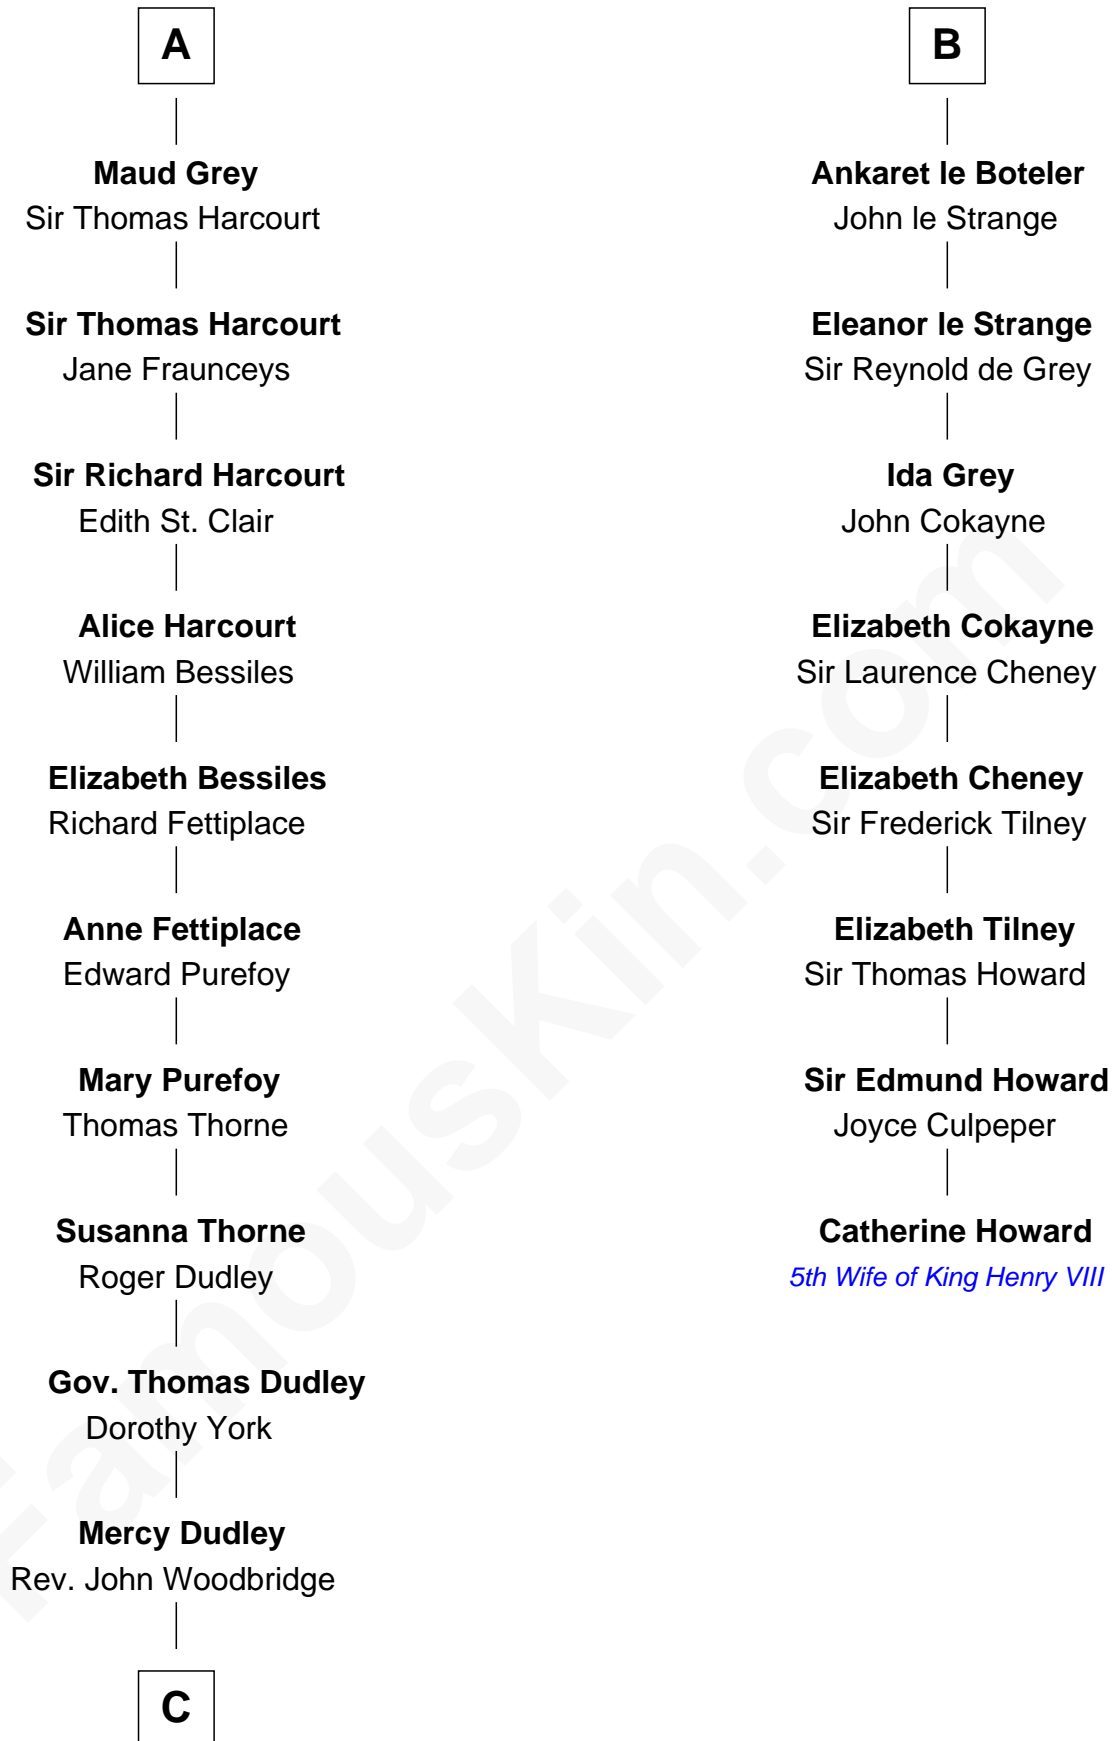 A
Maud Grey
Sir Thomas Harcourt
Sir Thomas Harcourt
Jane Fraunceys
Sir Richard Harcourt
Edith St. Clair
Alice Harcourt
William Bessiles
Elizabeth Bessiles
Richard Fettiplace
Anne Fettiplace
Edward Purefoy
Mary Purefoy
Thomas Thorne
Susanna Thorne
Roger Dudley
Gov. Thomas Dudley
Dorothy York
Mercy Dudley
Rev. John Woodbridge
C
B
Ankaret le Boteler
John le Strange
Eleanor le Strange
Sir Reynold de Grey
Ida Grey
John Cokayne
Elizabeth Cokayne
Sir Laurence Cheney
Elizabeth Cheney
Sir Frederick Tilney
Elizabeth Tilney
Sir Thomas Howard
Sir Edmund Howard
Joyce Culpeper
Catherine Howard
5th Wife of King Henry VIII
FamousKin.com